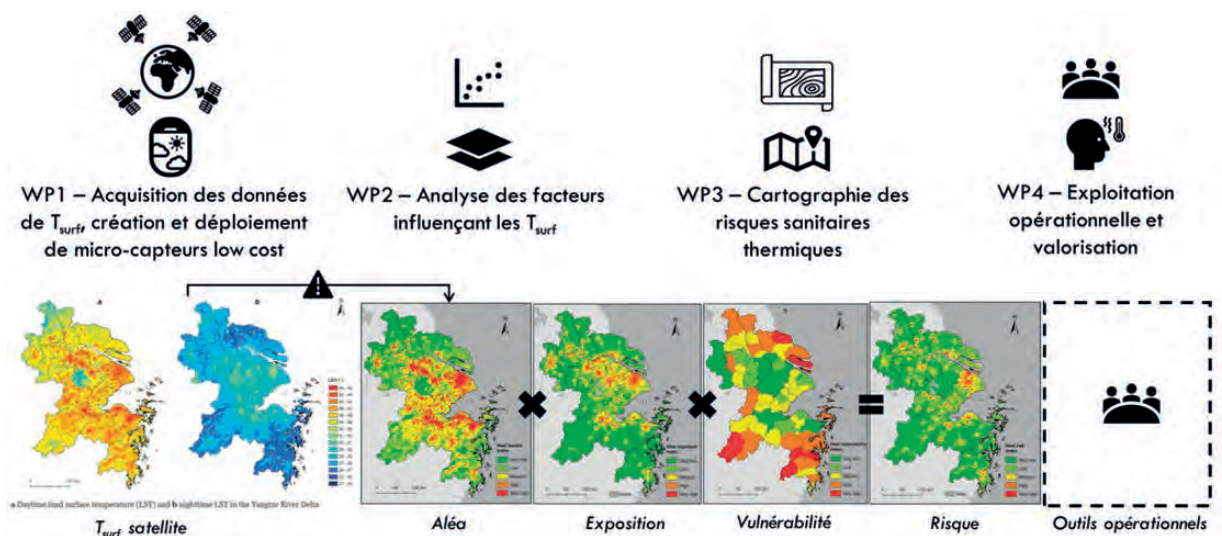 WP1 – Acquisition des données
de Tsurf, création et déploiement
de micro-capteurs low cost
WP2 – Analyse des facteurs
influençant les Tsurf
WP3 – Cartographie des
risques sanitaires
thermiques
WP4 – Exploitation
opérationnelle et
valorisation
a
b
a Daytime land surface temperature (LST) and b nighttime LST in the Yangtze River Delta
Tsurf satellite
Aléa
Exposition
Vulnérabilité
Risque
Outils opérationnels